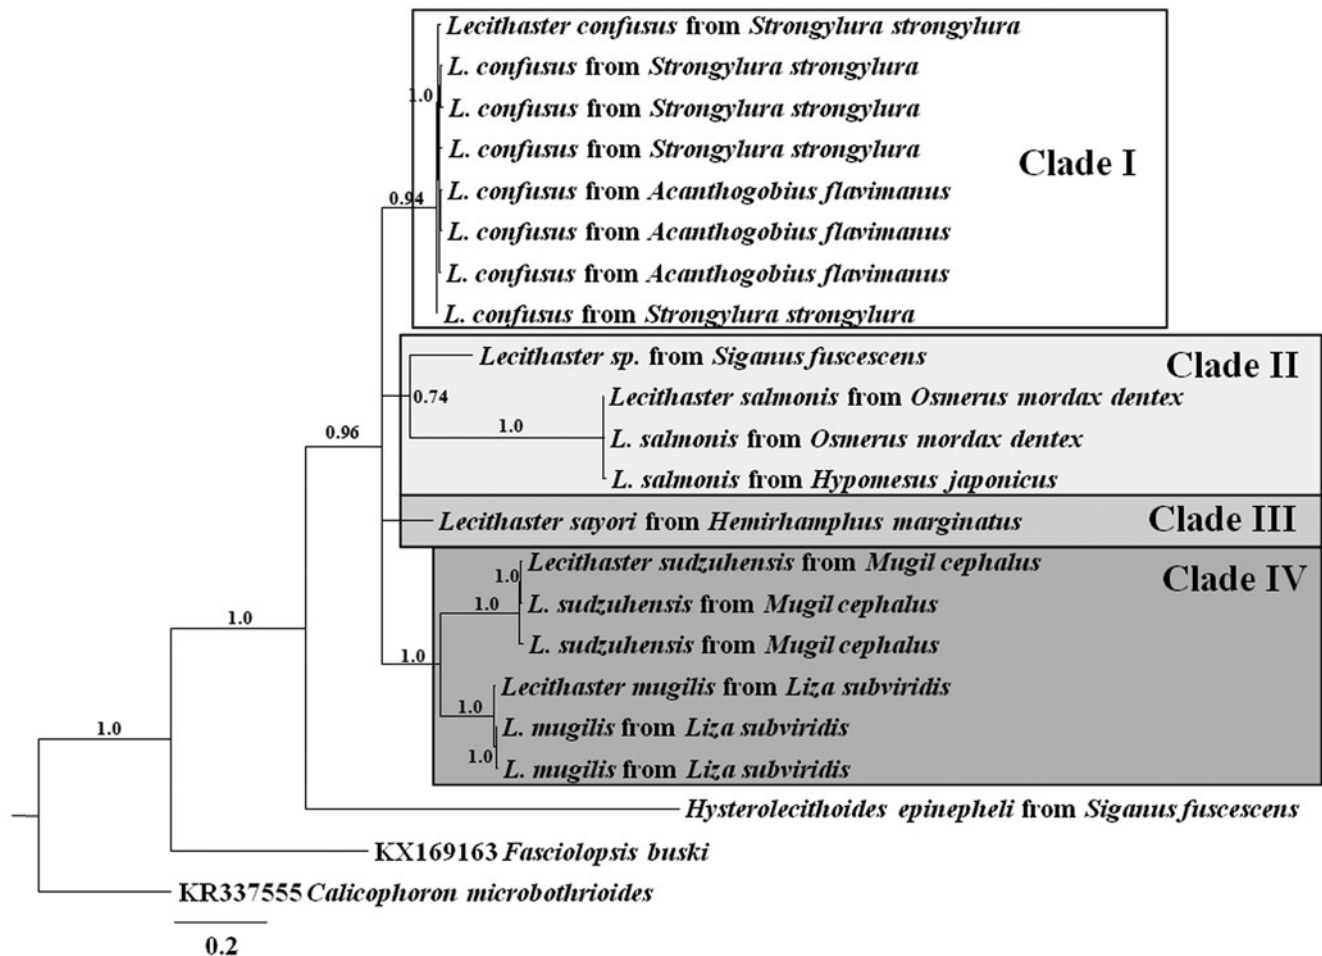 Lecithaster confusus from Strongylura strongylura
L. confusus from Strongylura strongylura
1.0
L. confusus from Strongylura strongylura
L. confusus from Strongylura strongylura
Clade I
L. confusus from Acanthogobius flavimanus
0.94
L. confusus from Acanthogobius flavimanus
L. confusus from Acanthogobius flavimanus
L. confusus from Strongylura strongylura
Lecithaster sp. from Siganus fuscescens
Clade II
0.74
Lecithaster salmonis from Osmerus mordax dentex
1.0
0.96
L. salmonis from Osmerus mordax dentex
L. salmonis from Hypomesus japonicus
Lecithaster sayori from Hemirhamphus marginatus
Clade III
Lecithaster sudzuhensis from Mugil cephalus
1.0
Clade IV
1.0
L. sudzuhensis from Mugil cephalus
1.0
L. sudzuhensis from Mugil cephalus
1.0
Lecithaster mugilis from Liza subviridis
1.0
L. mugilis from Liza subviridis
1.0
1.0
L. mugilis from Liza subviridis
Hysterolecithoides epinepheli from Siganus fuscescens
KX169163 Fasciolopsis buski
KR337555 Calicophoron microbothrioides
0.2